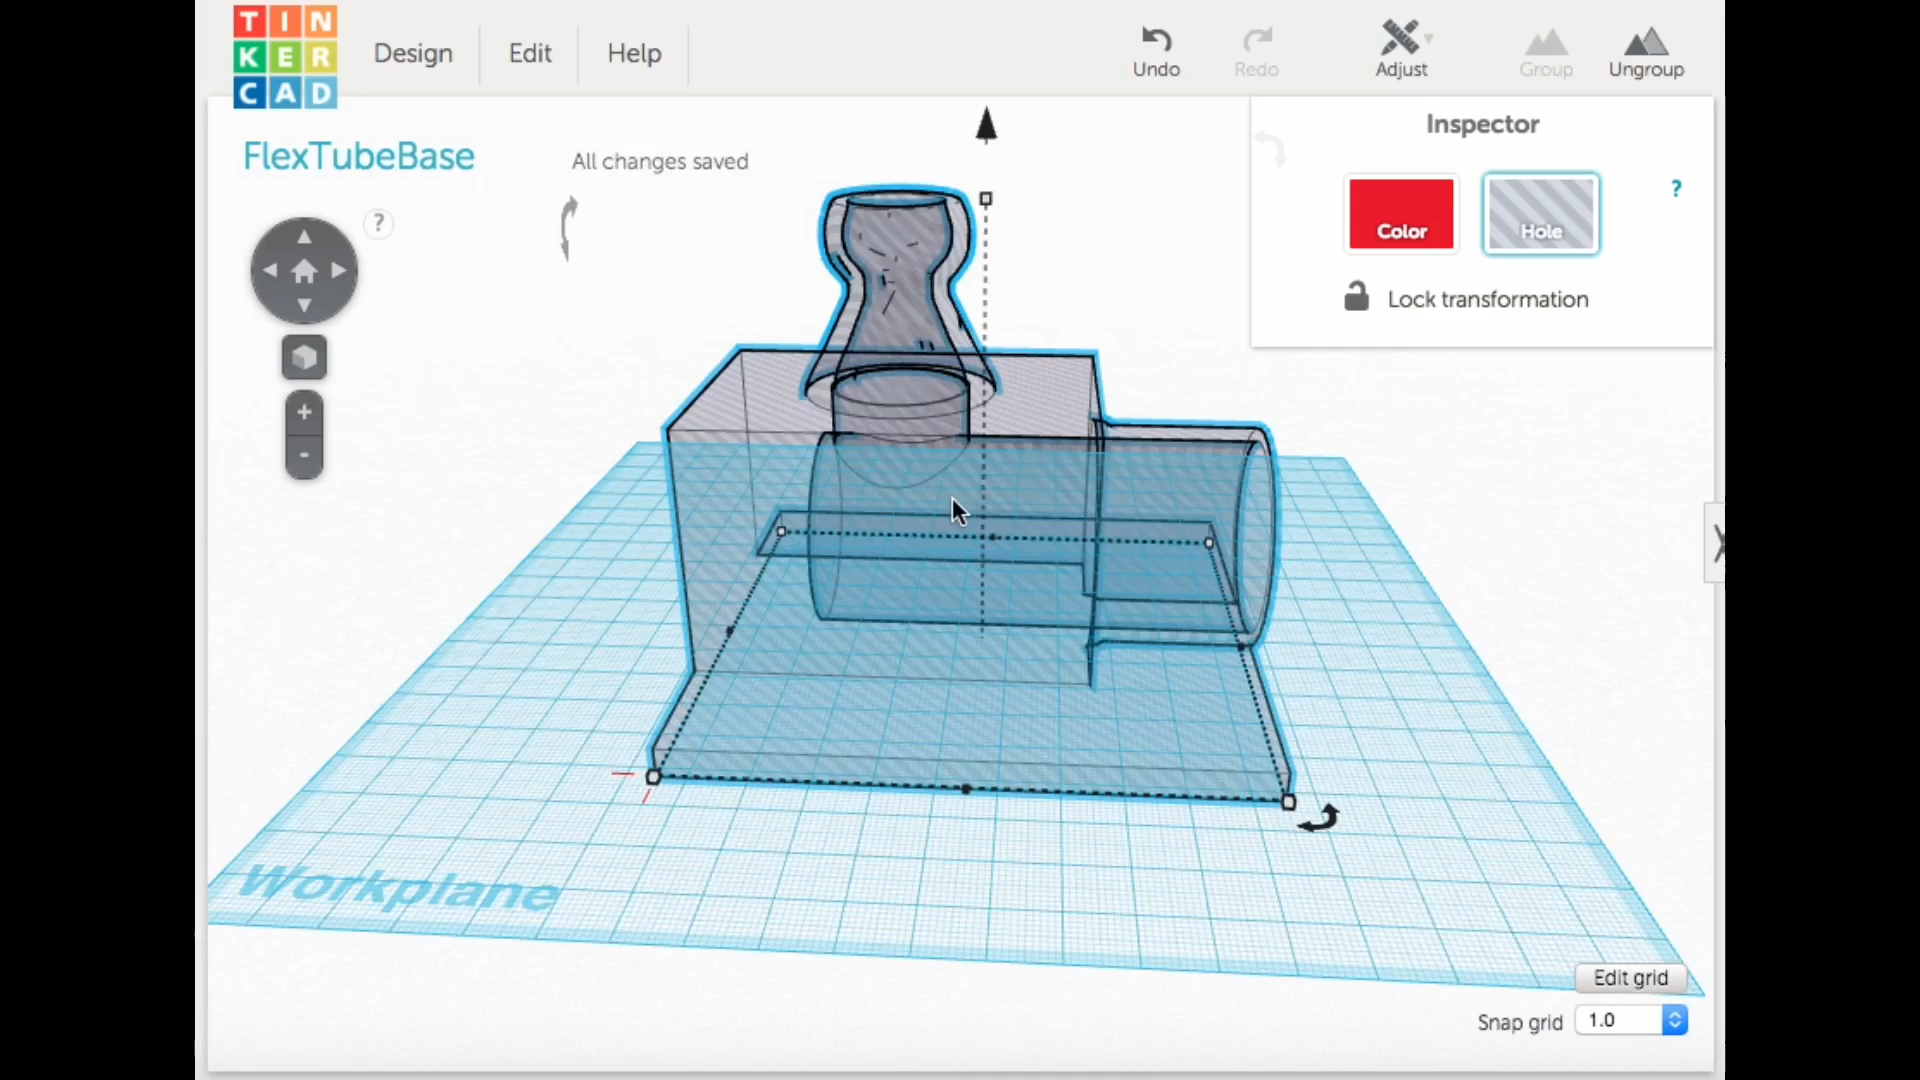 TIN
KER
CAD
Design
Edit
Help
Undo
Redo
Adjust
Group
Ungroup
FlexTubeBase
All changes saved
?
Inspector
Color
Hole
?
Lock transformation
+
-
Workplane
Edit grid
Snap grid
1.0